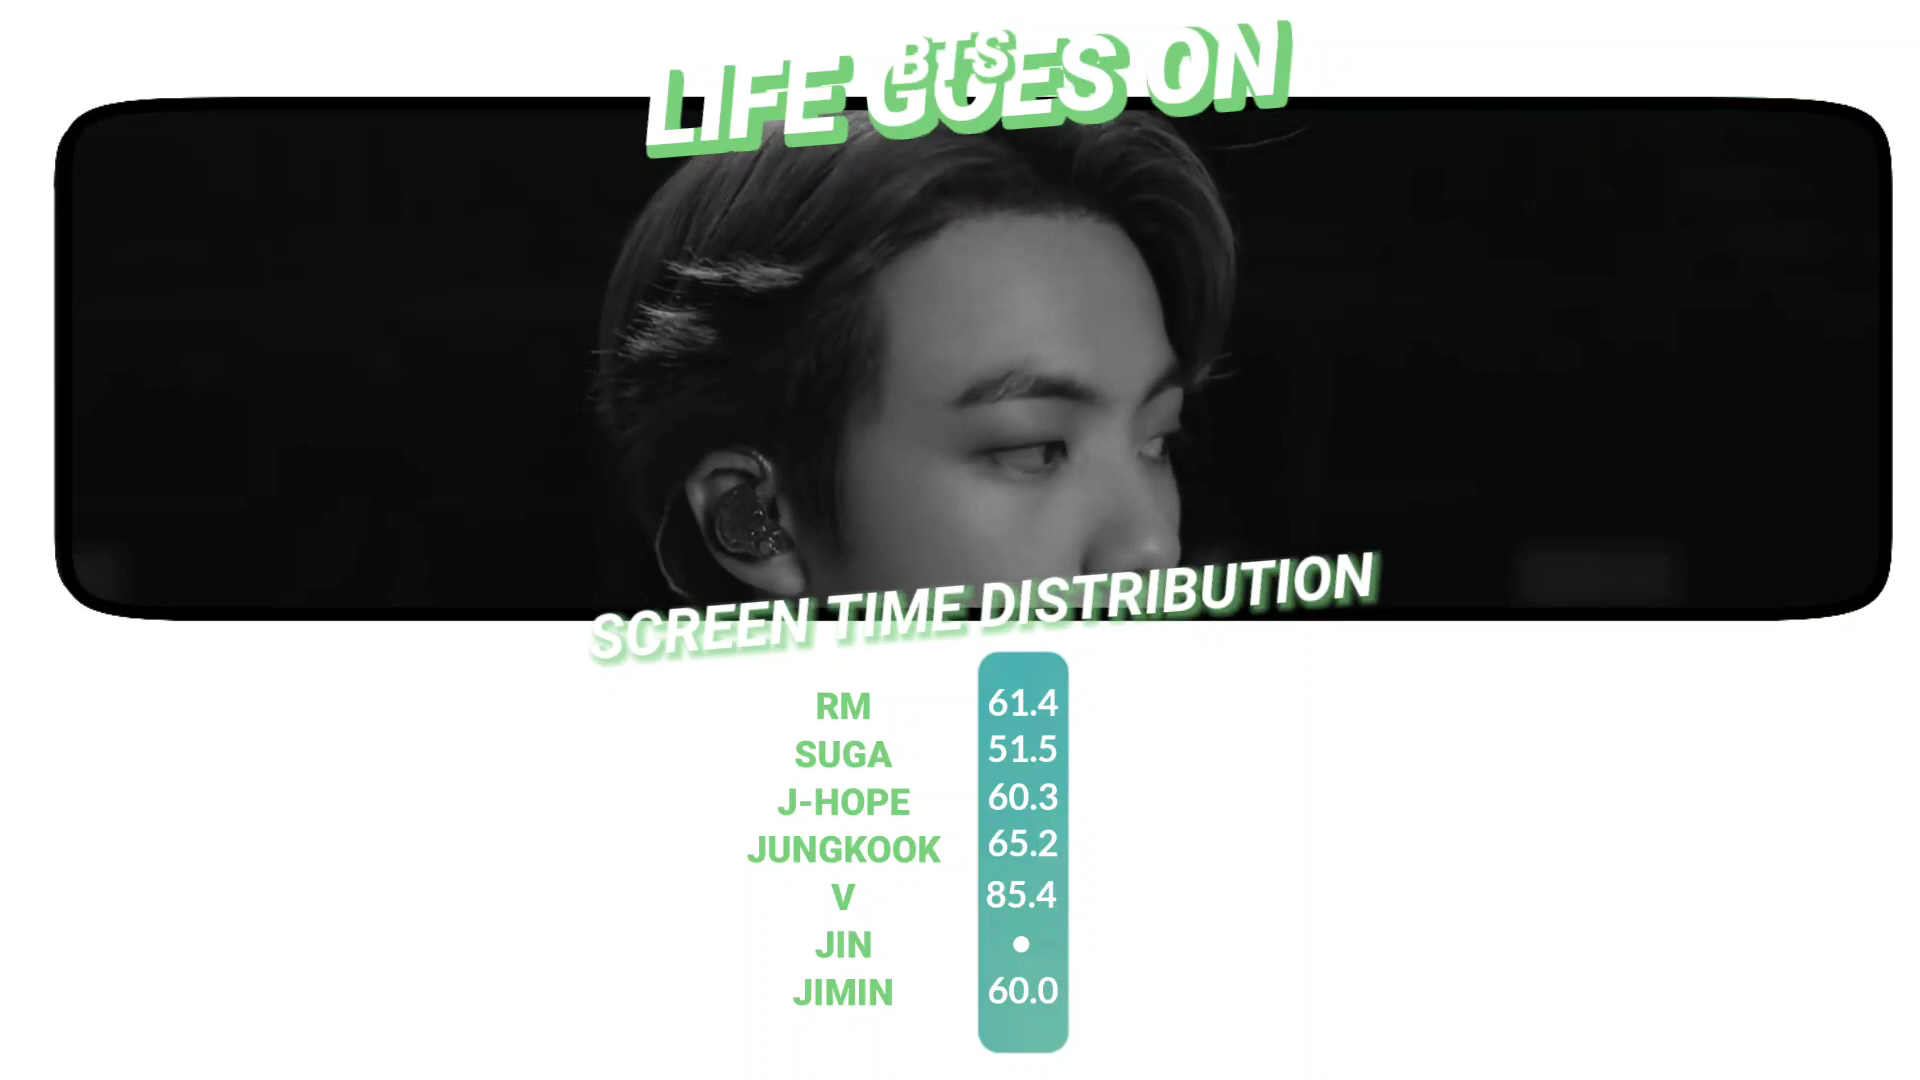 BTS
LIFE GOES ON
SCREEN TIME DISTRIBUTION
RM 61.4
SUGA 51.5
J-HOPE 60.3
JUNGKOOK 65.2
V 85.4
JIN •
JIMIN 60.0